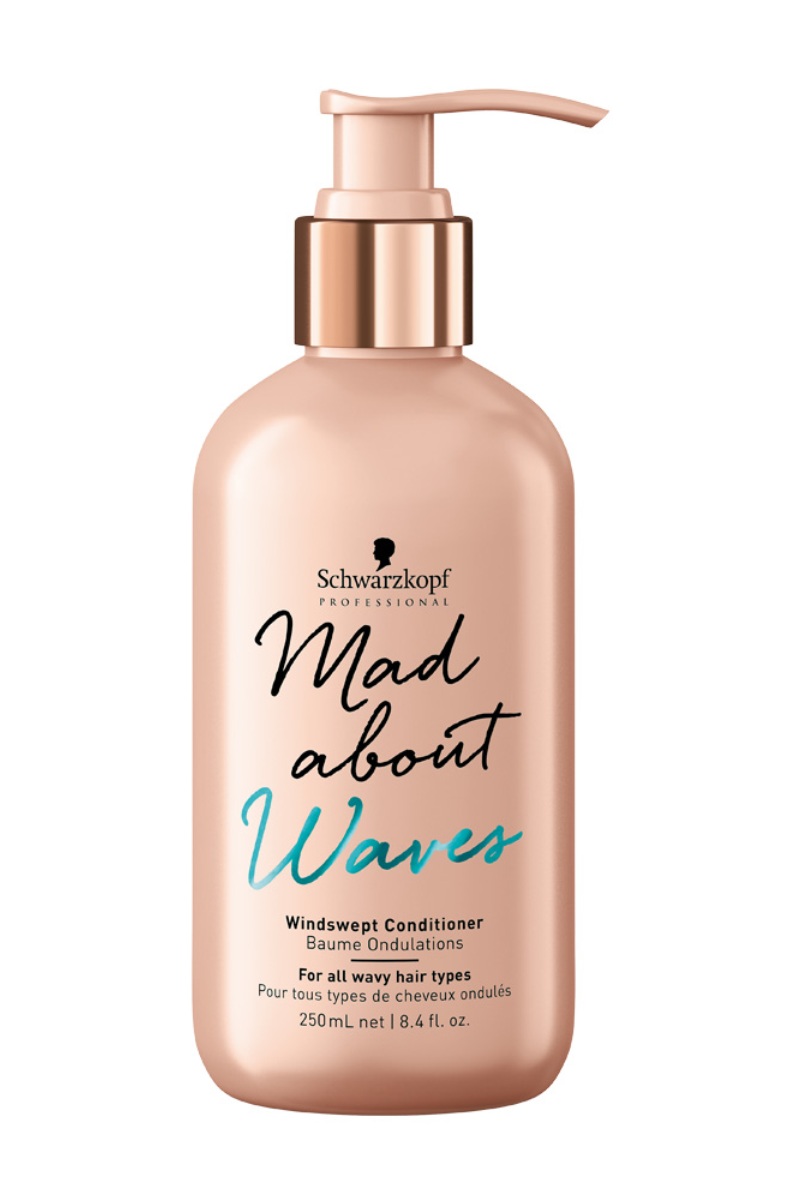 Schwarzkopf
PROFESSIONAL
Mad
about
Waves
Windswept Conditioner
Baume Ondulations
For all wavy hair types
Pour tous types de cheveux ondulés
250mL net | 8.4 fl. oz.